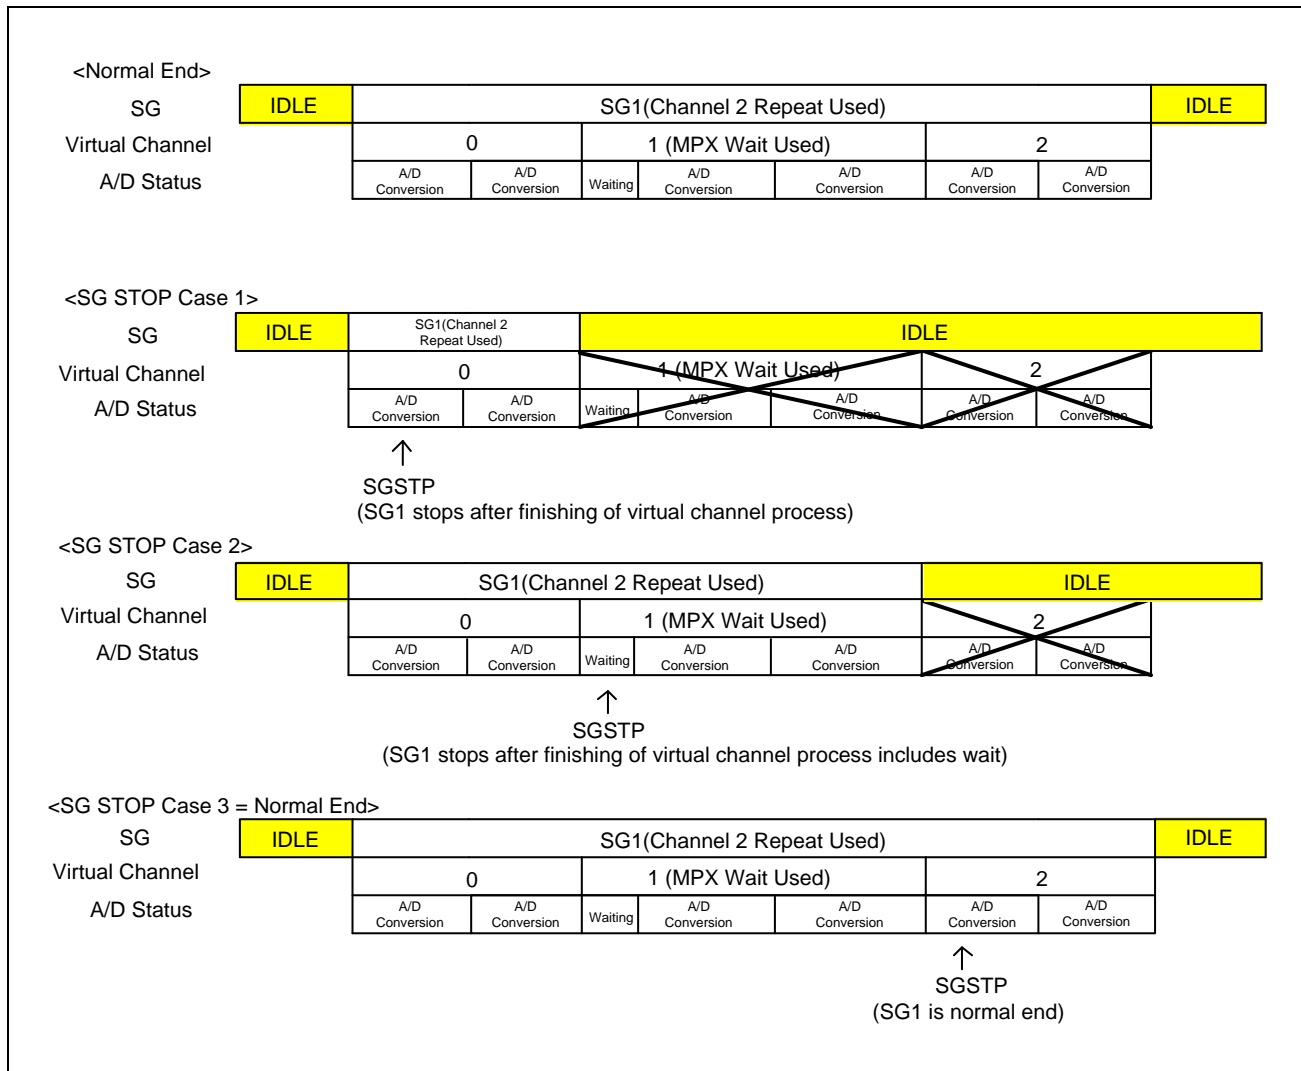 <Normal End>
SG IDLE SG1(Channel 2 Repeat Used) IDLE
Virtual Channel 0 1 (MPX Wait Used) 2
A/D Status A/D Conversion A/D Conversion Waiting A/D Conversion A/D Conversion A/D Conversion A/D Conversion
<SG STOP Case 1>
SG IDLE SG1(Channel 2 Repeat Used) IDLE
Virtual Channel 0 1 (MPX Wait Used) 2
A/D Status A/D Conversion A/D Conversion Waiting A/D Conversion A/D Conversion A/D Conversion A/D Conversion
SGSTP
(SG1 stops after finishing of virtual channel process)
<SG STOP Case 2>
SG IDLE SG1(Channel 2 Repeat Used) IDLE
Virtual Channel 0 1 (MPX Wait Used) 2
A/D Status A/D Conversion A/D Conversion Waiting A/D Conversion A/D Conversion A/D Conversion A/D Conversion
SGSTP
(SG1 stops after finishing of virtual channel process includes wait)
<SG STOP Case 3 = Normal End>
SG IDLE SG1(Channel 2 Repeat Used) IDLE
Virtual Channel 0 1 (MPX Wait Used) 2
A/D Status A/D Conversion A/D Conversion Waiting A/D Conversion A/D Conversion A/D Conversion A/D Conversion
SGSTP
(SG1 is normal end)